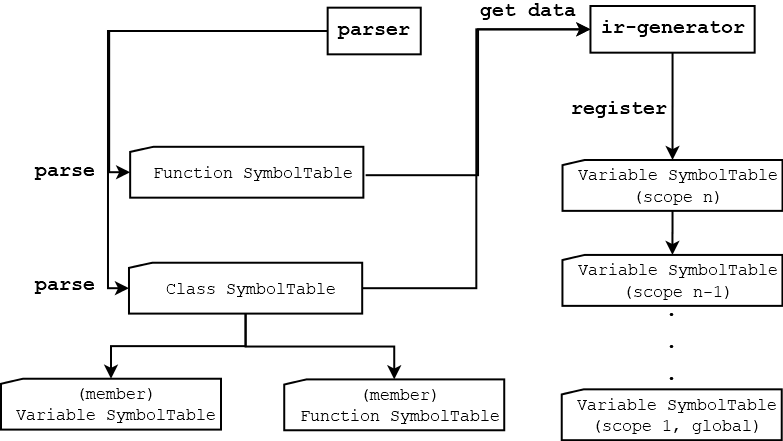 get data
parser
ir-generator
register
parse
Function SymbolTable
Variable SymbolTable
(scope n)
parse
Class SymbolTable
Variable SymbolTable
(scope n-1)
.
.
.
(member)
Variable SymbolTable
(member)
Function SymbolTable
Variable SymbolTable
(scope 1, global)